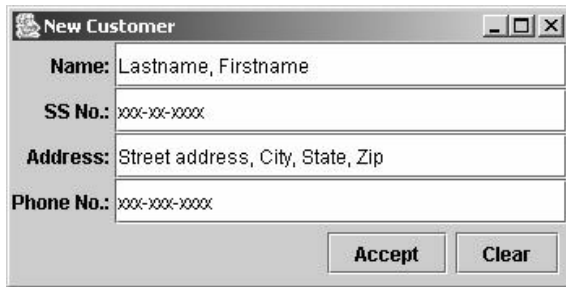 New Customer
Name: Lastname, Firstname
SS No.: xxx-xx-xxxx
Address: Street address, City, State, Zip
Phone No.: xxx-xxx-xxxx
Accept Clear